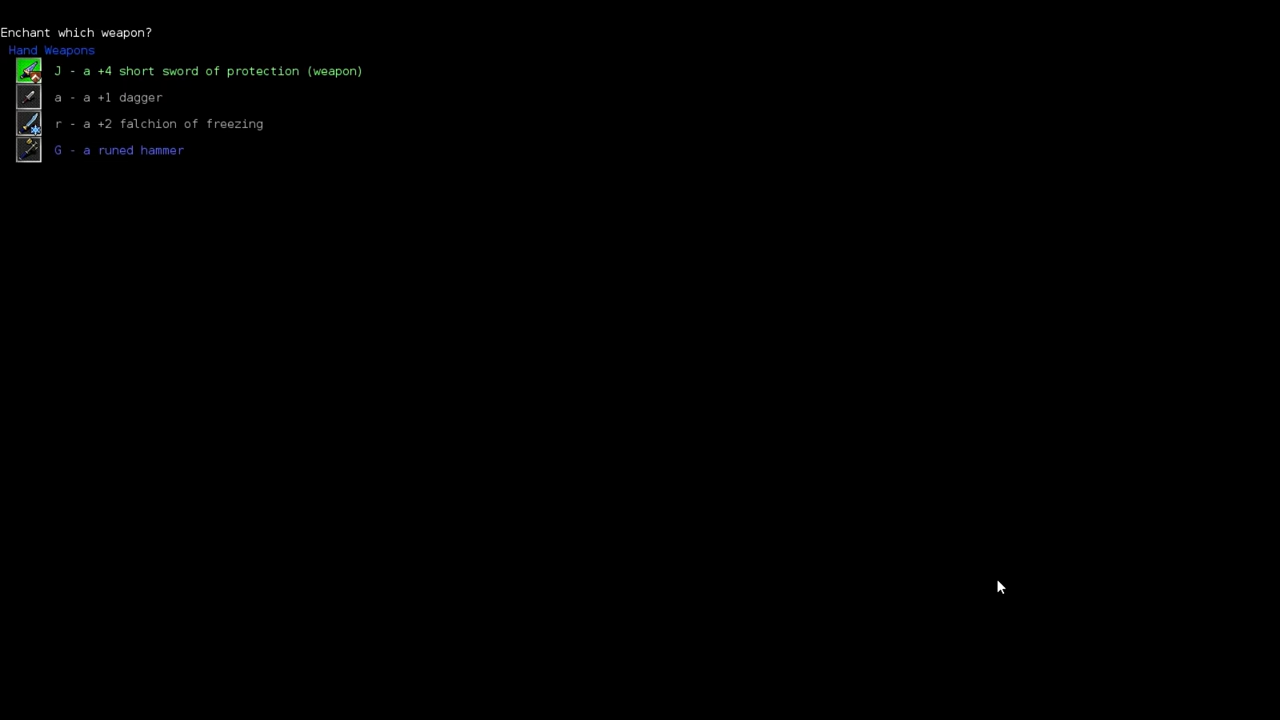 Enchant which weapon?
Hand Weapons
J - a +4 short sword of protection (weapon)
a - a +1 dagger
r - a +2 falchion of freezing
G - a runed hammer